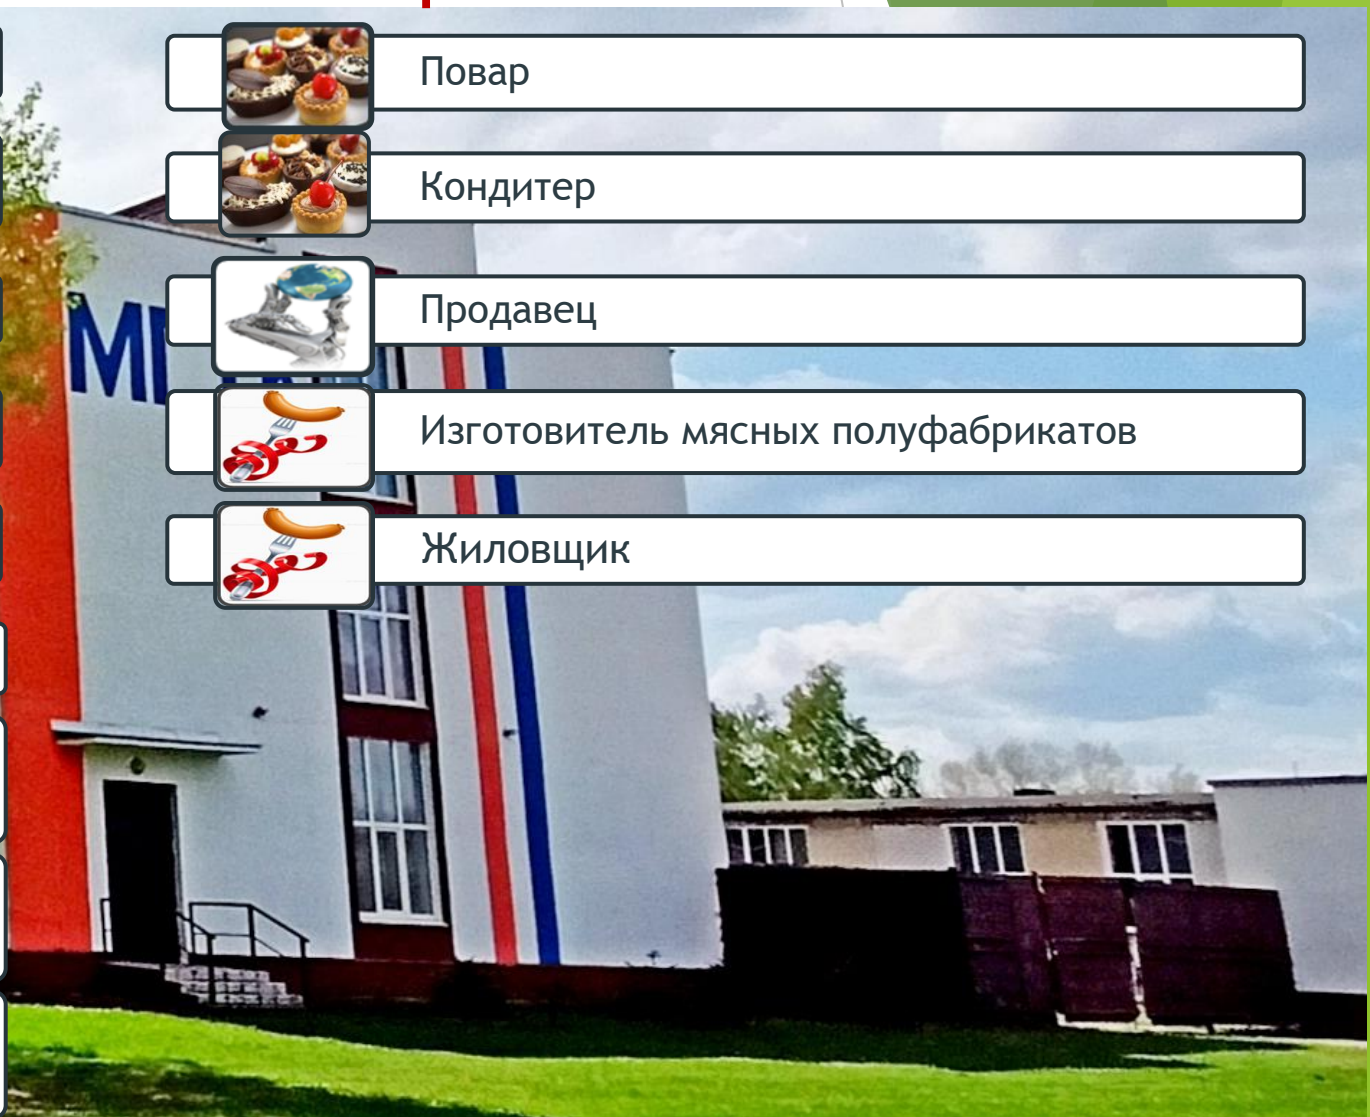 Повар
Кондитер
Продавец
Изготовитель мясных полуфабрикатов
Жиловщик